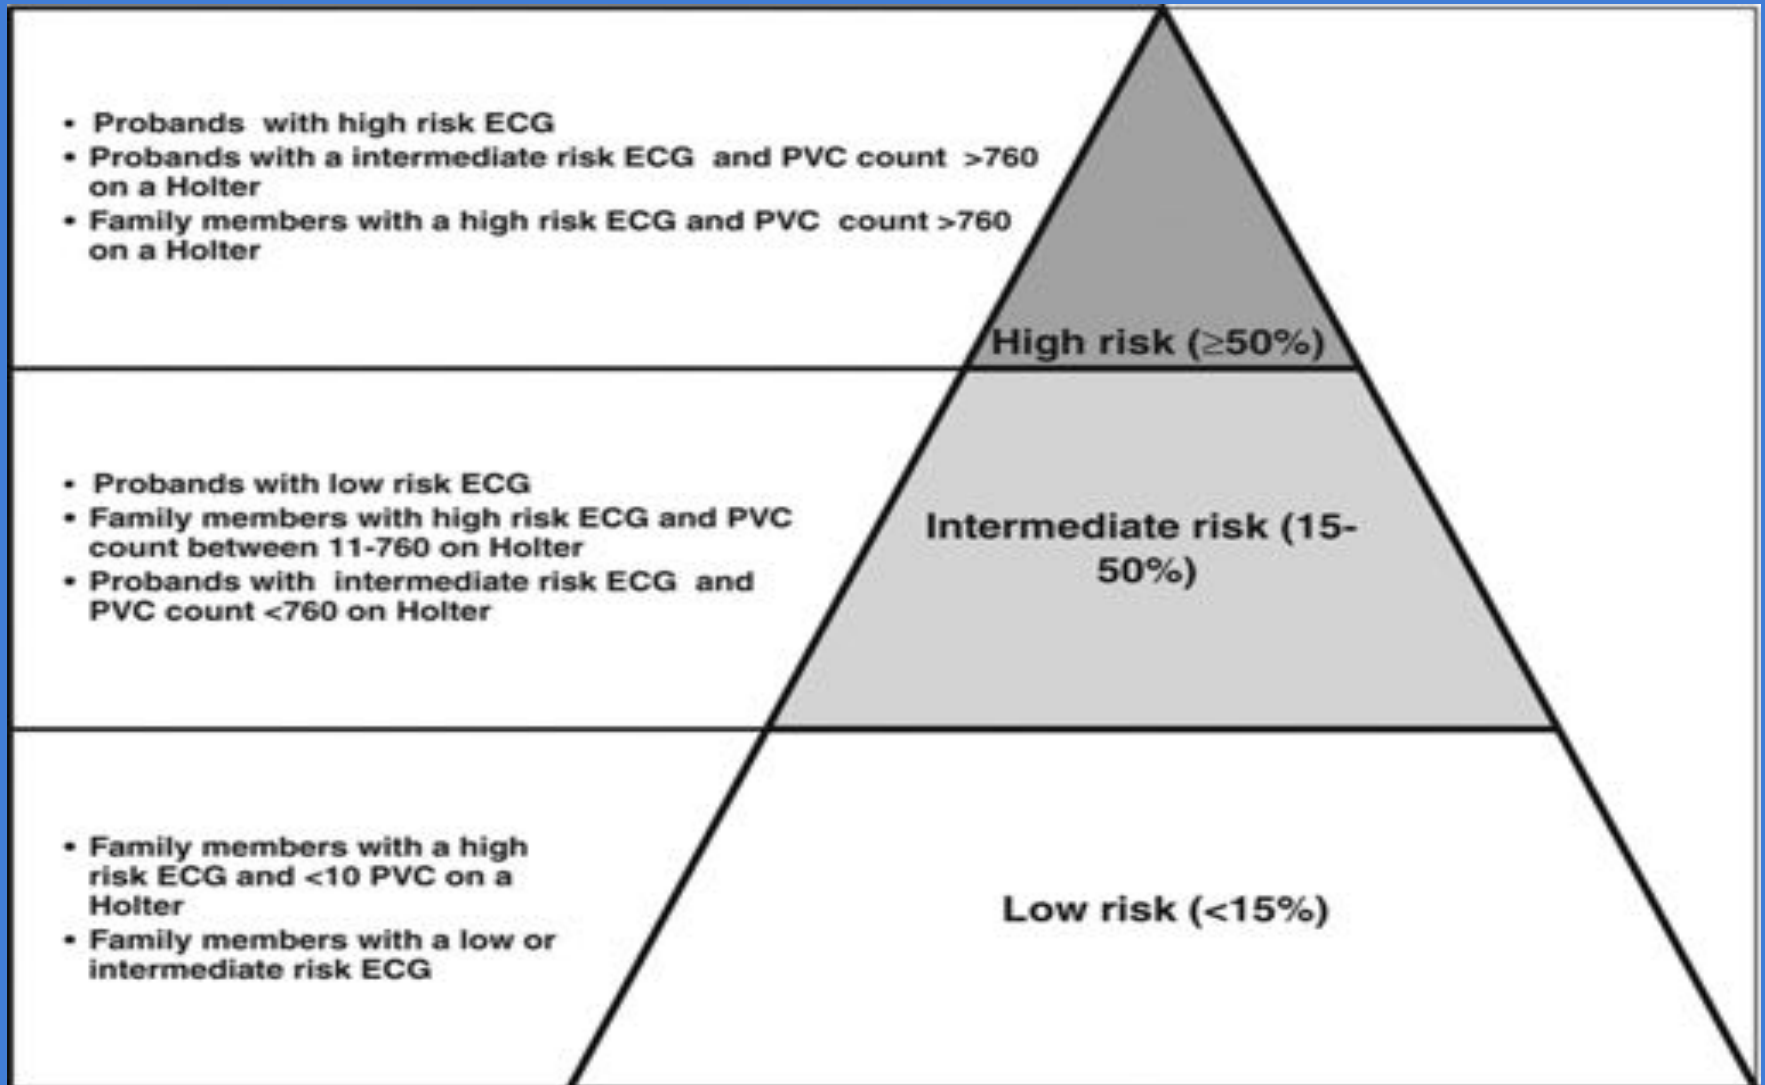 • Probands with high risk ECG
• Probands with a intermediate risk ECG and PVC count >760
on a Holter
• Family members with a high risk ECG and PVC count >760
on a Holter
High risk (≥50%)
• Probands with low risk ECG
• Family members with high risk ECG and PVC
count between 11-760 on Holter
• Probands with intermediate risk ECG and
PVC count <760 on Holter
Intermediate risk (15-
50%)
• Family members with a high
risk ECG and <10 PVC on a
Holter
• Family members with a low or
intermediate risk ECG
Low risk (<15%)